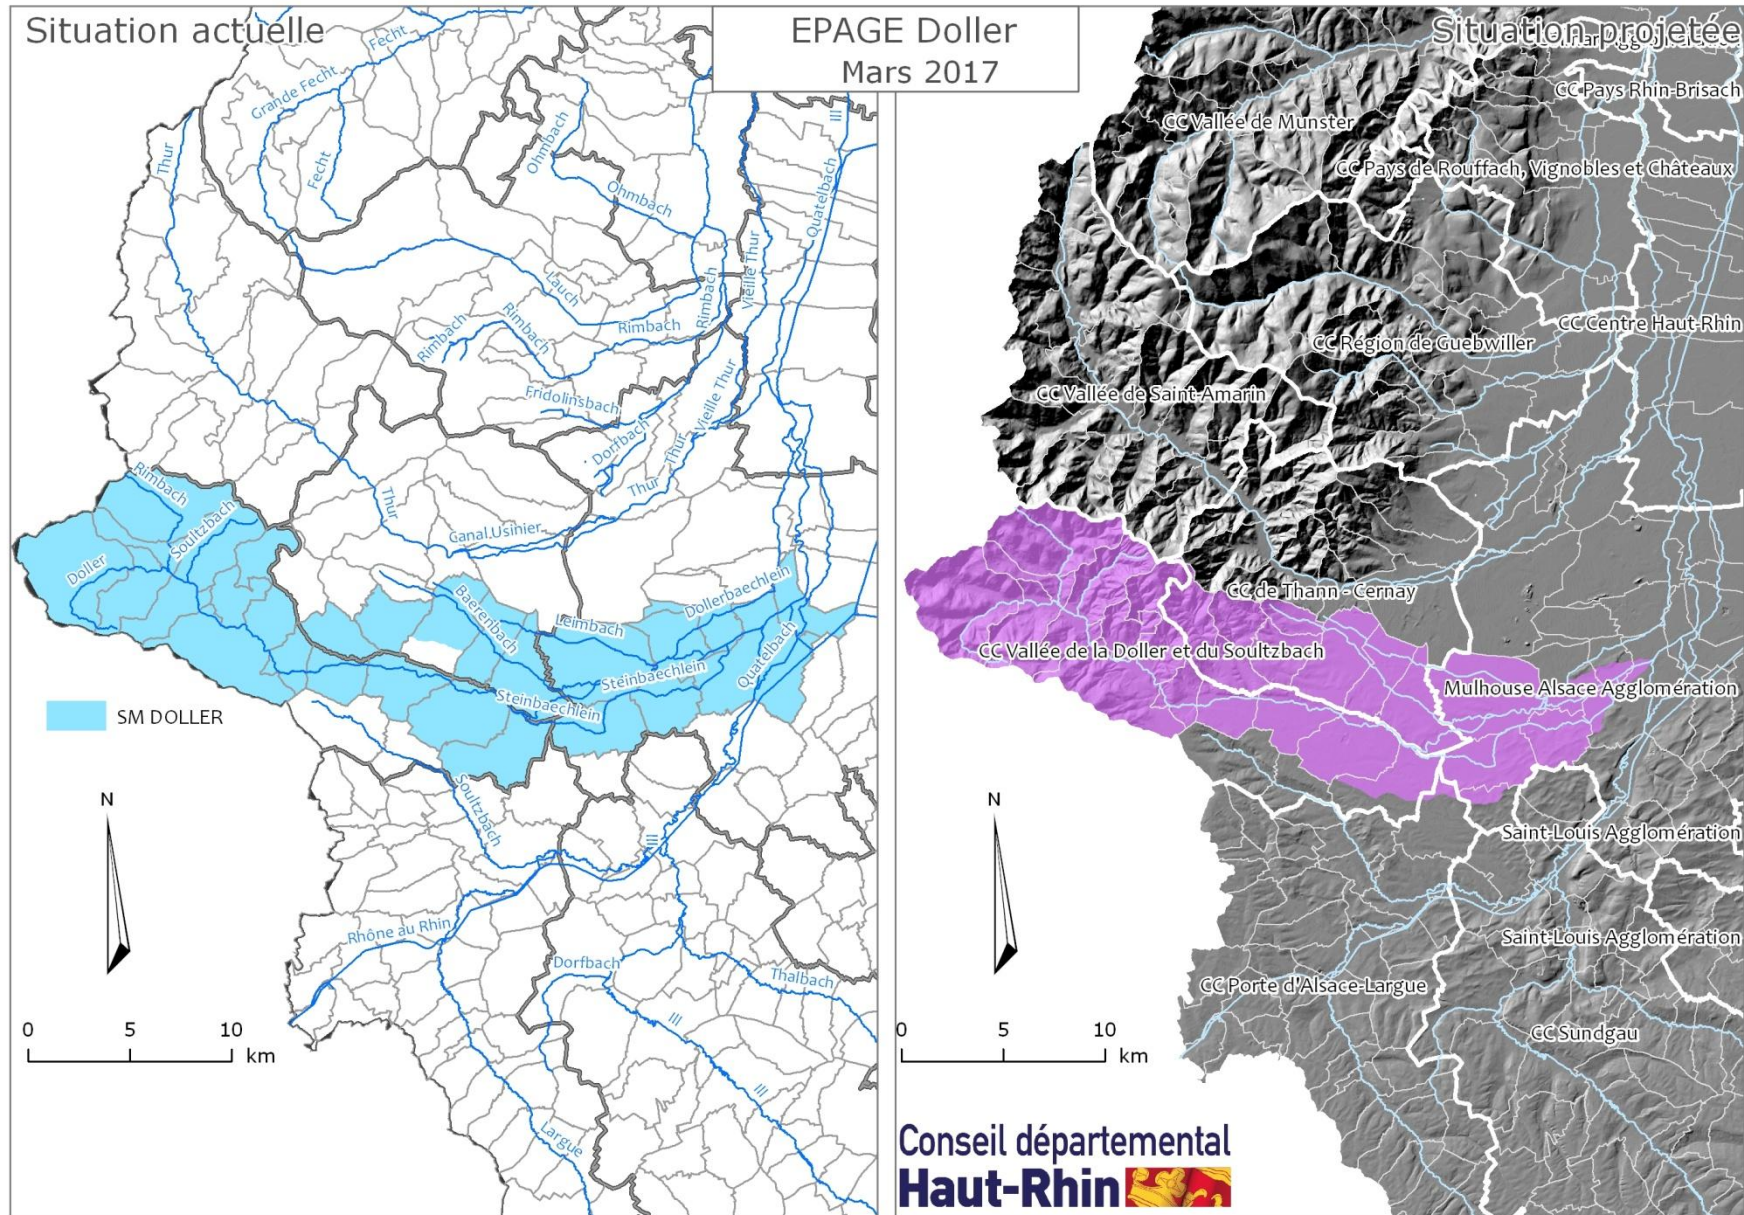 Situation actuelle
EPAGE Doller
Mars 2017
Situation projetée
Fecht
Grande Fecht
Fecht
Thur
Ohmbach
Ohmbach
Ill
Quatelbach
Vieille Thur
Lauch
Rimbach
Rimbach
Rimbach
Rimbach
Fridolinsbach
Vieille Thur
Dorfbach
Thur
Thur
Thur
Canal Usinier
Rimbach
Soultzbach
Doller
Baerenbach
Leimbach
Dollerbaechlein
Steinbaechlein
Steinbaechlein
Quatelbach
SM DOLLER
N
Soultzbach
Ill
Rhône au Rhin
Dorfbach
Thalbach
Ill
Ill
Largue
0 5 10 km
CC Pays Rhin-Brisach
CC Vallée de Munster
CC Pays de Rouffach, Vignobles et Châteaux
CC Centre Haut-Rhin
CC Région de Guebwiller
CC Vallée de Saint-Amarin
CC de Thann - Cernay
CC Vallée de la Doller et du Soultzbach
Mulhouse Alsace Agglomération
N
Saint-Louis Agglomération
Saint-Louis Agglomération
CC Porte d'Alsace-Largue
CC Sundgau
0 5 10 km
Conseil départemental
Haut-Rhin